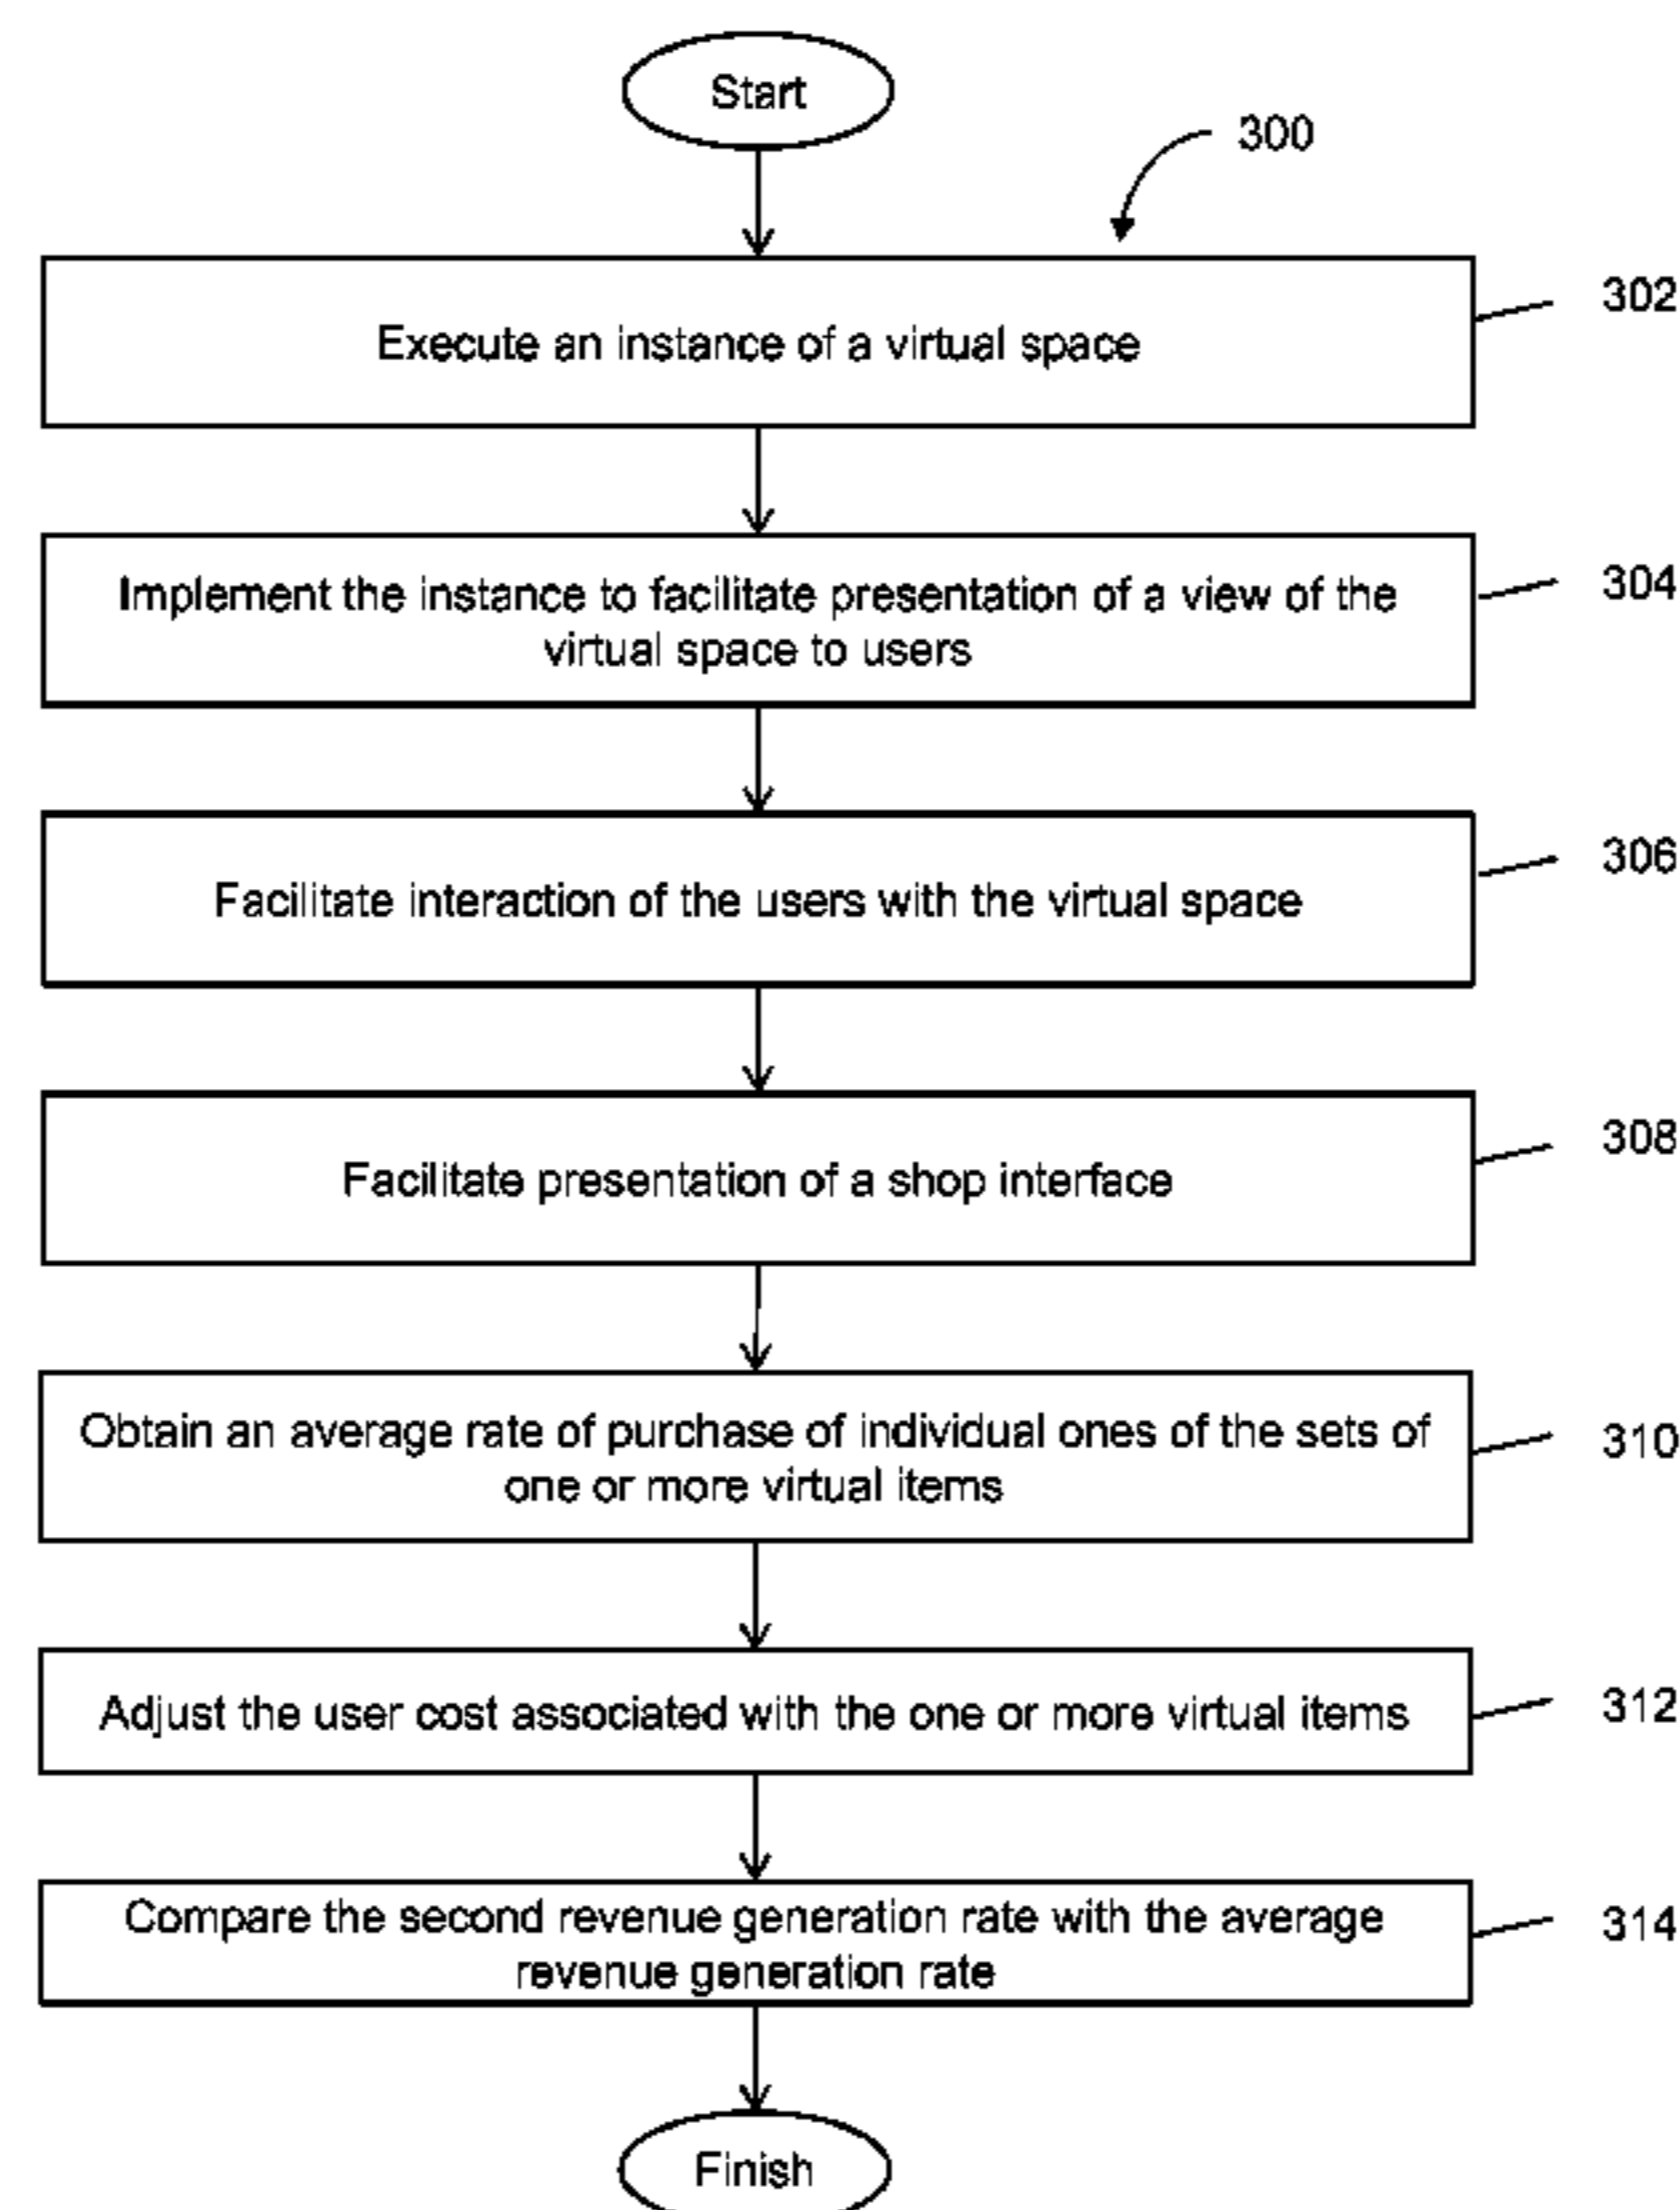 Start
300
Execute an instance of a virtual space
302
Implement the instance to facilitate presentation of a view of the
virtual space to users
304
Facilitate interaction of the users with the virtual space
306
Facilitate presentation of a shop interface
308
Obtain an average rate of purchase of individual ones of the sets of
one or more virtual items
310
Adjust the user cost associated with the one or more virtual items
312
Compare the second revenue generation rate with the average
revenue generation rate
314
Finish